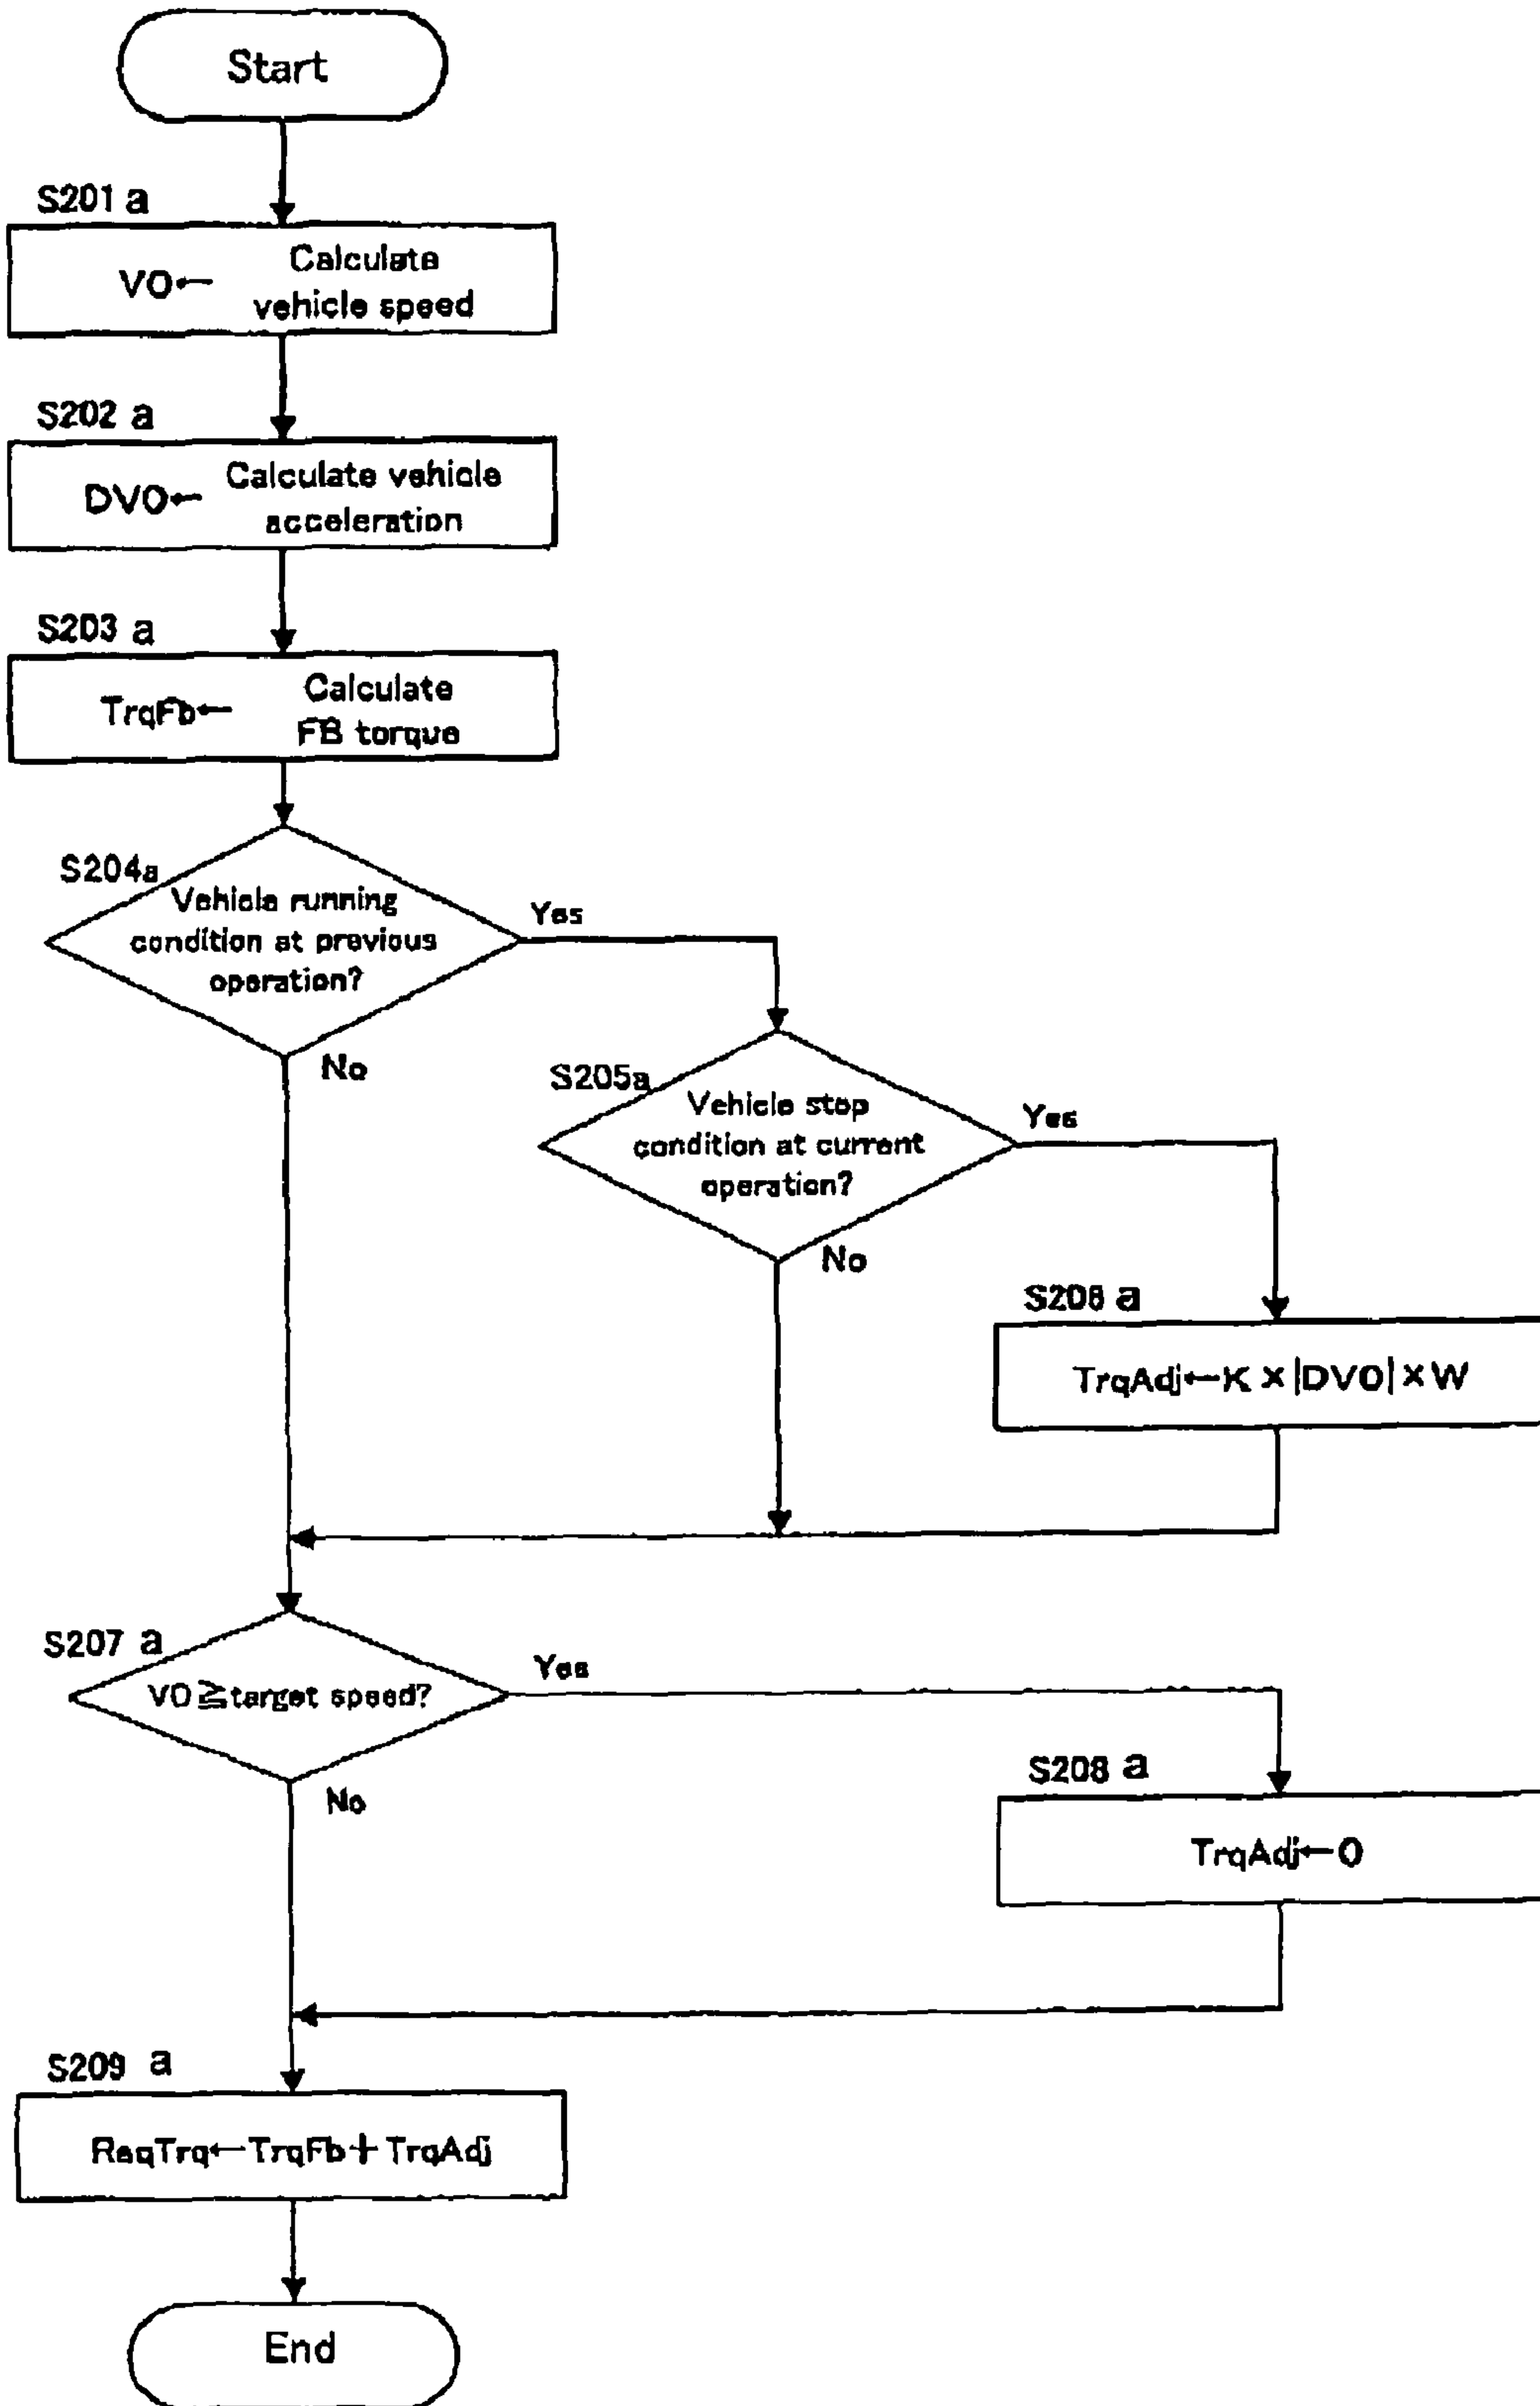 Start
S201 a
VO← Calculate
vehicle speed
S202 a
DVO← Calculate vehicle
acceleration
S203 a
TrqFb← Calculate
FB torque
S204a
Vehicle running
condition at previous
operation?
Yes
No
S205a
Vehicle stop
condition at current
operation?
Yes
No
S206 a
TrqAdj←K × |DVO| × W
S207 a
VO ≧ target speed?
Yes
No
S208 a
TrqAdj←0
S209 a
ReqTrq←TrqFb + TrqAdj
End